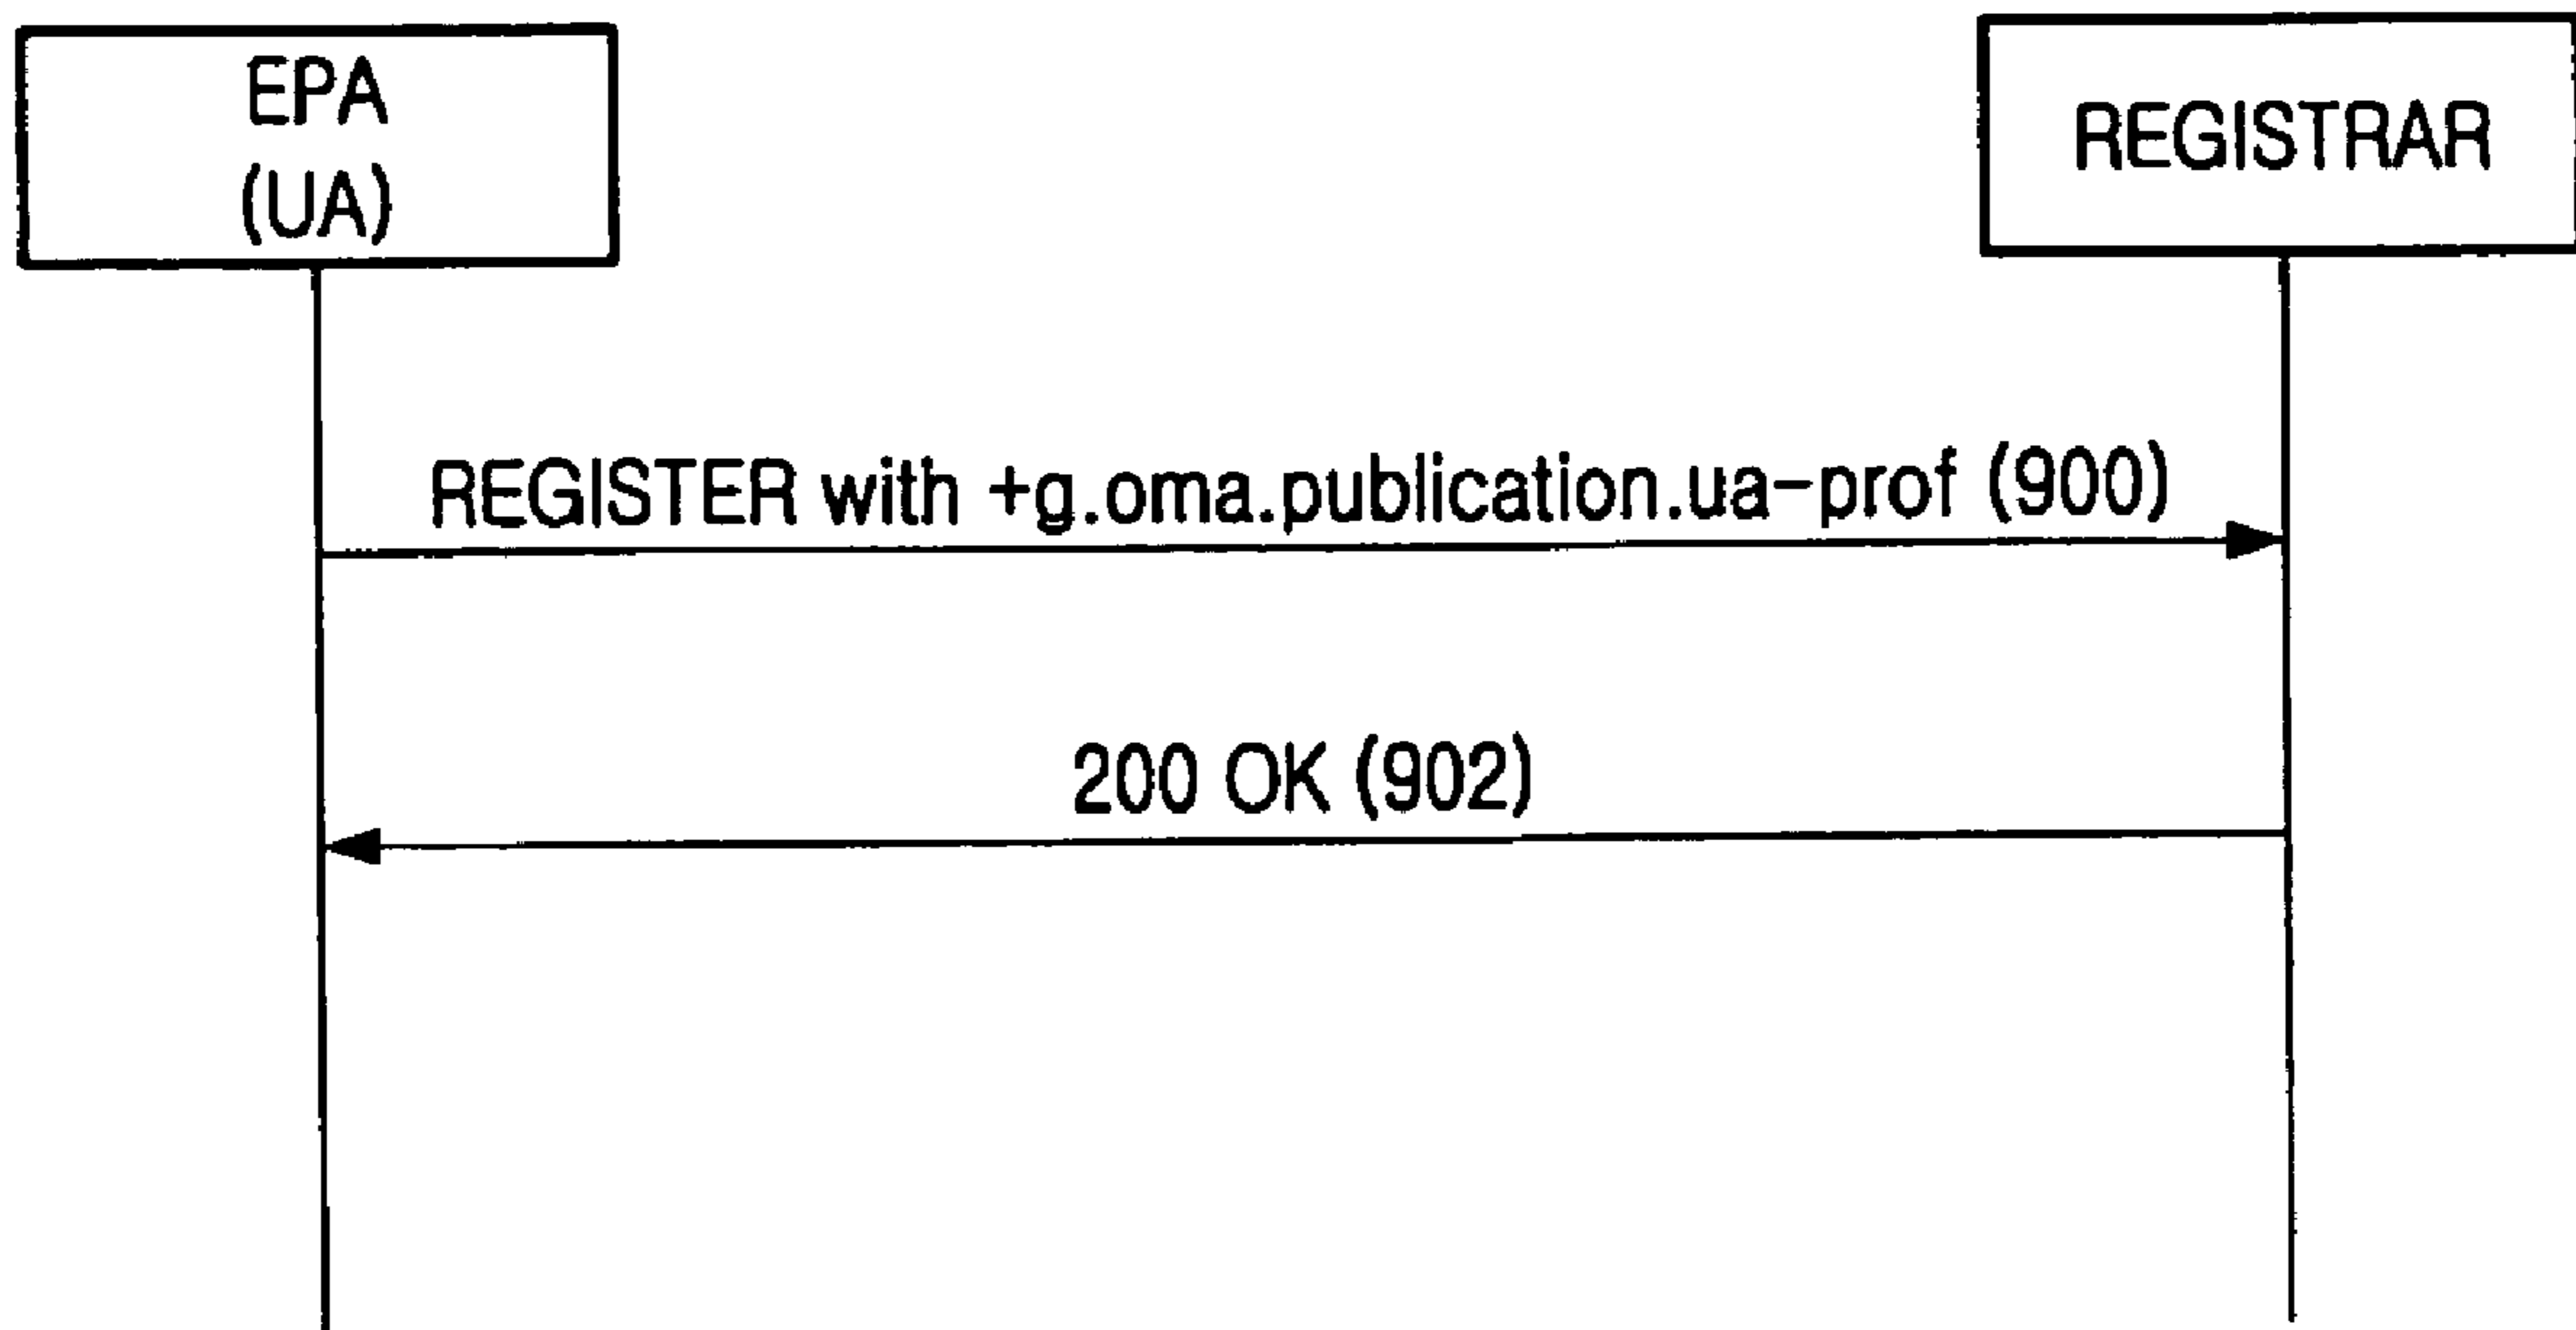 EPA
(UA)
REGISTRAR
REGISTER with +g.oma.publication.ua-prof (900)
200 OK (902)